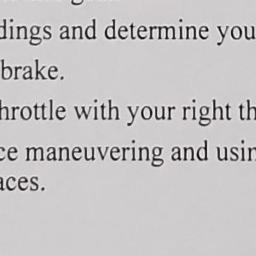 dings and determine you
brake.
hrottle with your right th
ce maneuvering and usin
aces.